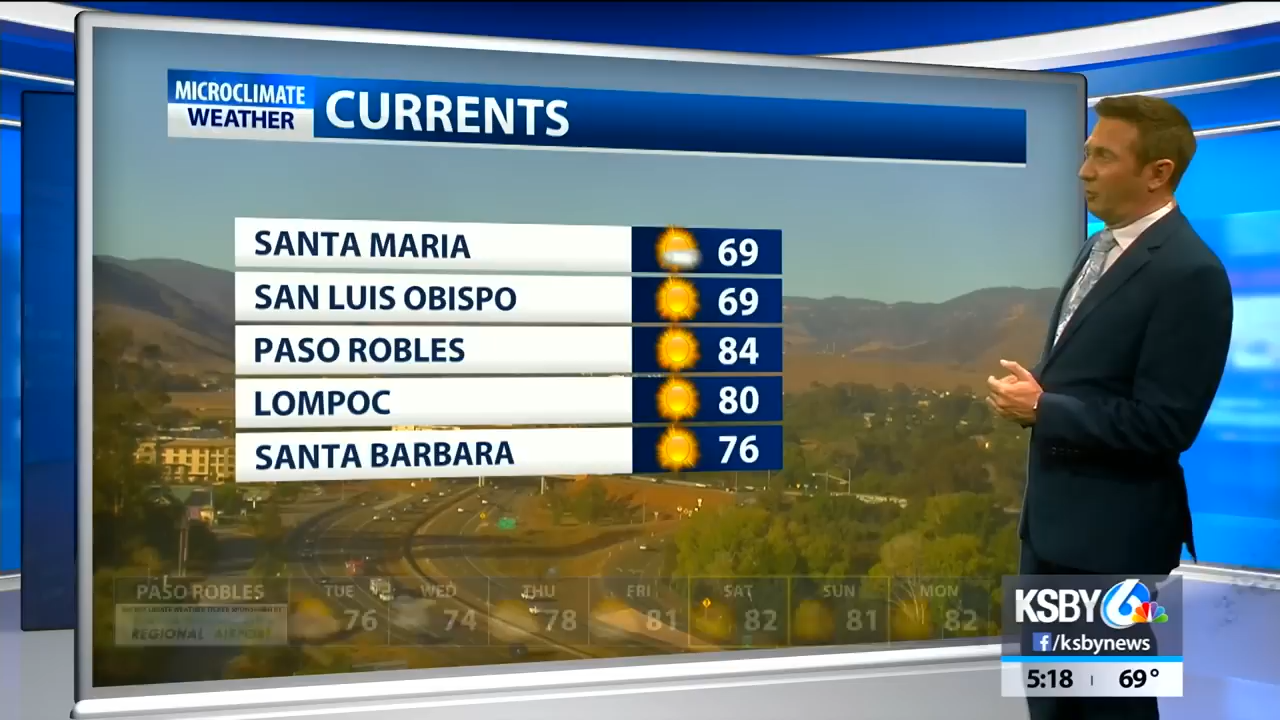 MICROCLIMATE
WEATHER
CURRENTS
SANTA MARIA 69
SAN LUIS OBISPO 69
PASO ROBLES 84
LOMPOC 80
SANTA BARBARA 76
PASO ROBLES TUE WED THU FRI SAT SUN MON
REGIONAL AIRPORT 76 74 78 81 82 81 82
KSBY 6
f/ksbynews
5:18 69°